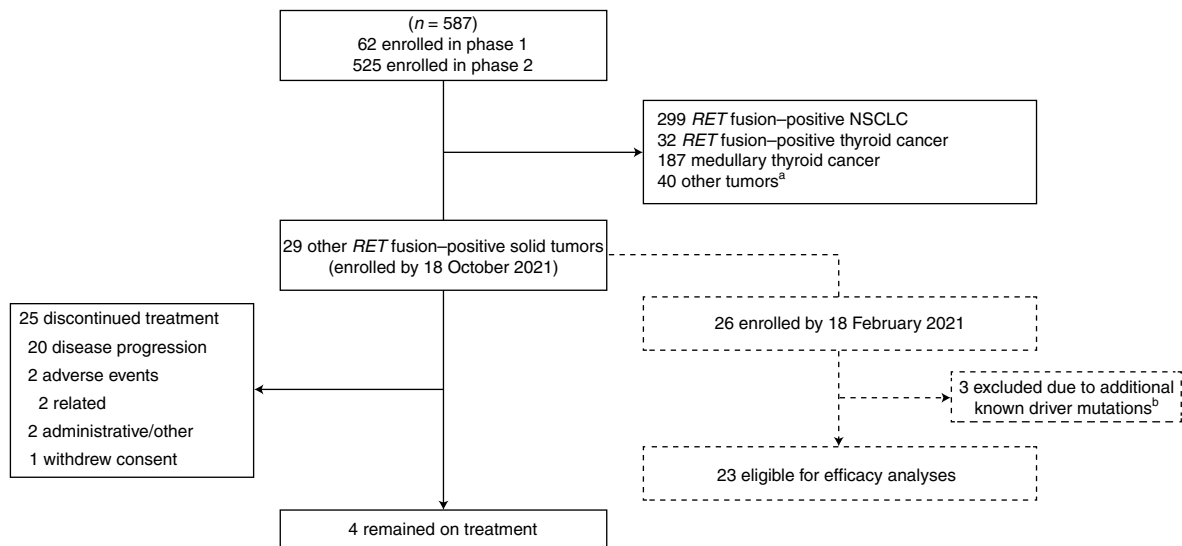 (n = 587)
62 enrolled in phase 1
525 enrolled in phase 2
299 RET fusion–positive NSCLC
32 RET fusion–positive thyroid cancer
187 medullary thyroid cancer
40 other tumorsᵃ
29 other RET fusion–positive solid tumors
(enrolled by 18 October 2021)
25 discontinued treatment
20 disease progression
2 adverse events
2 related
2 administrative/other
1 withdrew consent
26 enrolled by 18 February 2021
3 excluded due to additional
known driver mutationsᵇ
23 eligible for efficacy analyses
4 remained on treatment